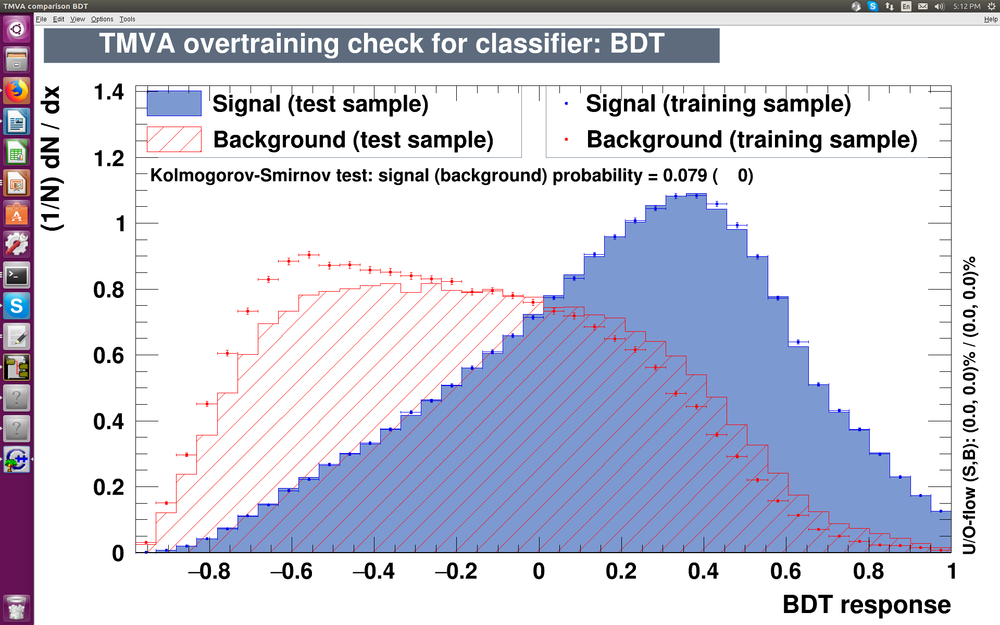 TMVA comparison BDT
En
5:12 PM
File Edit View Options Tools Help
TMVA overtraining check for classifier: BDT
Signal (test sample)
Background (test sample)
Signal (training sample)
Background (training sample)
Kolmogorov-Smirnov test: signal (background) probability = 0.079 ( 0)
(1/N) dN / dx
1.4
1.2
1
0.8
0.6
0.4
0.2
0
−0.8 −0.6 −0.4 −0.2 0 0.2 0.4 0.6 0.8 1
BDT response
U/O-flow (S,B): (0.0, 0.0)% / (0.0, 0.0)%